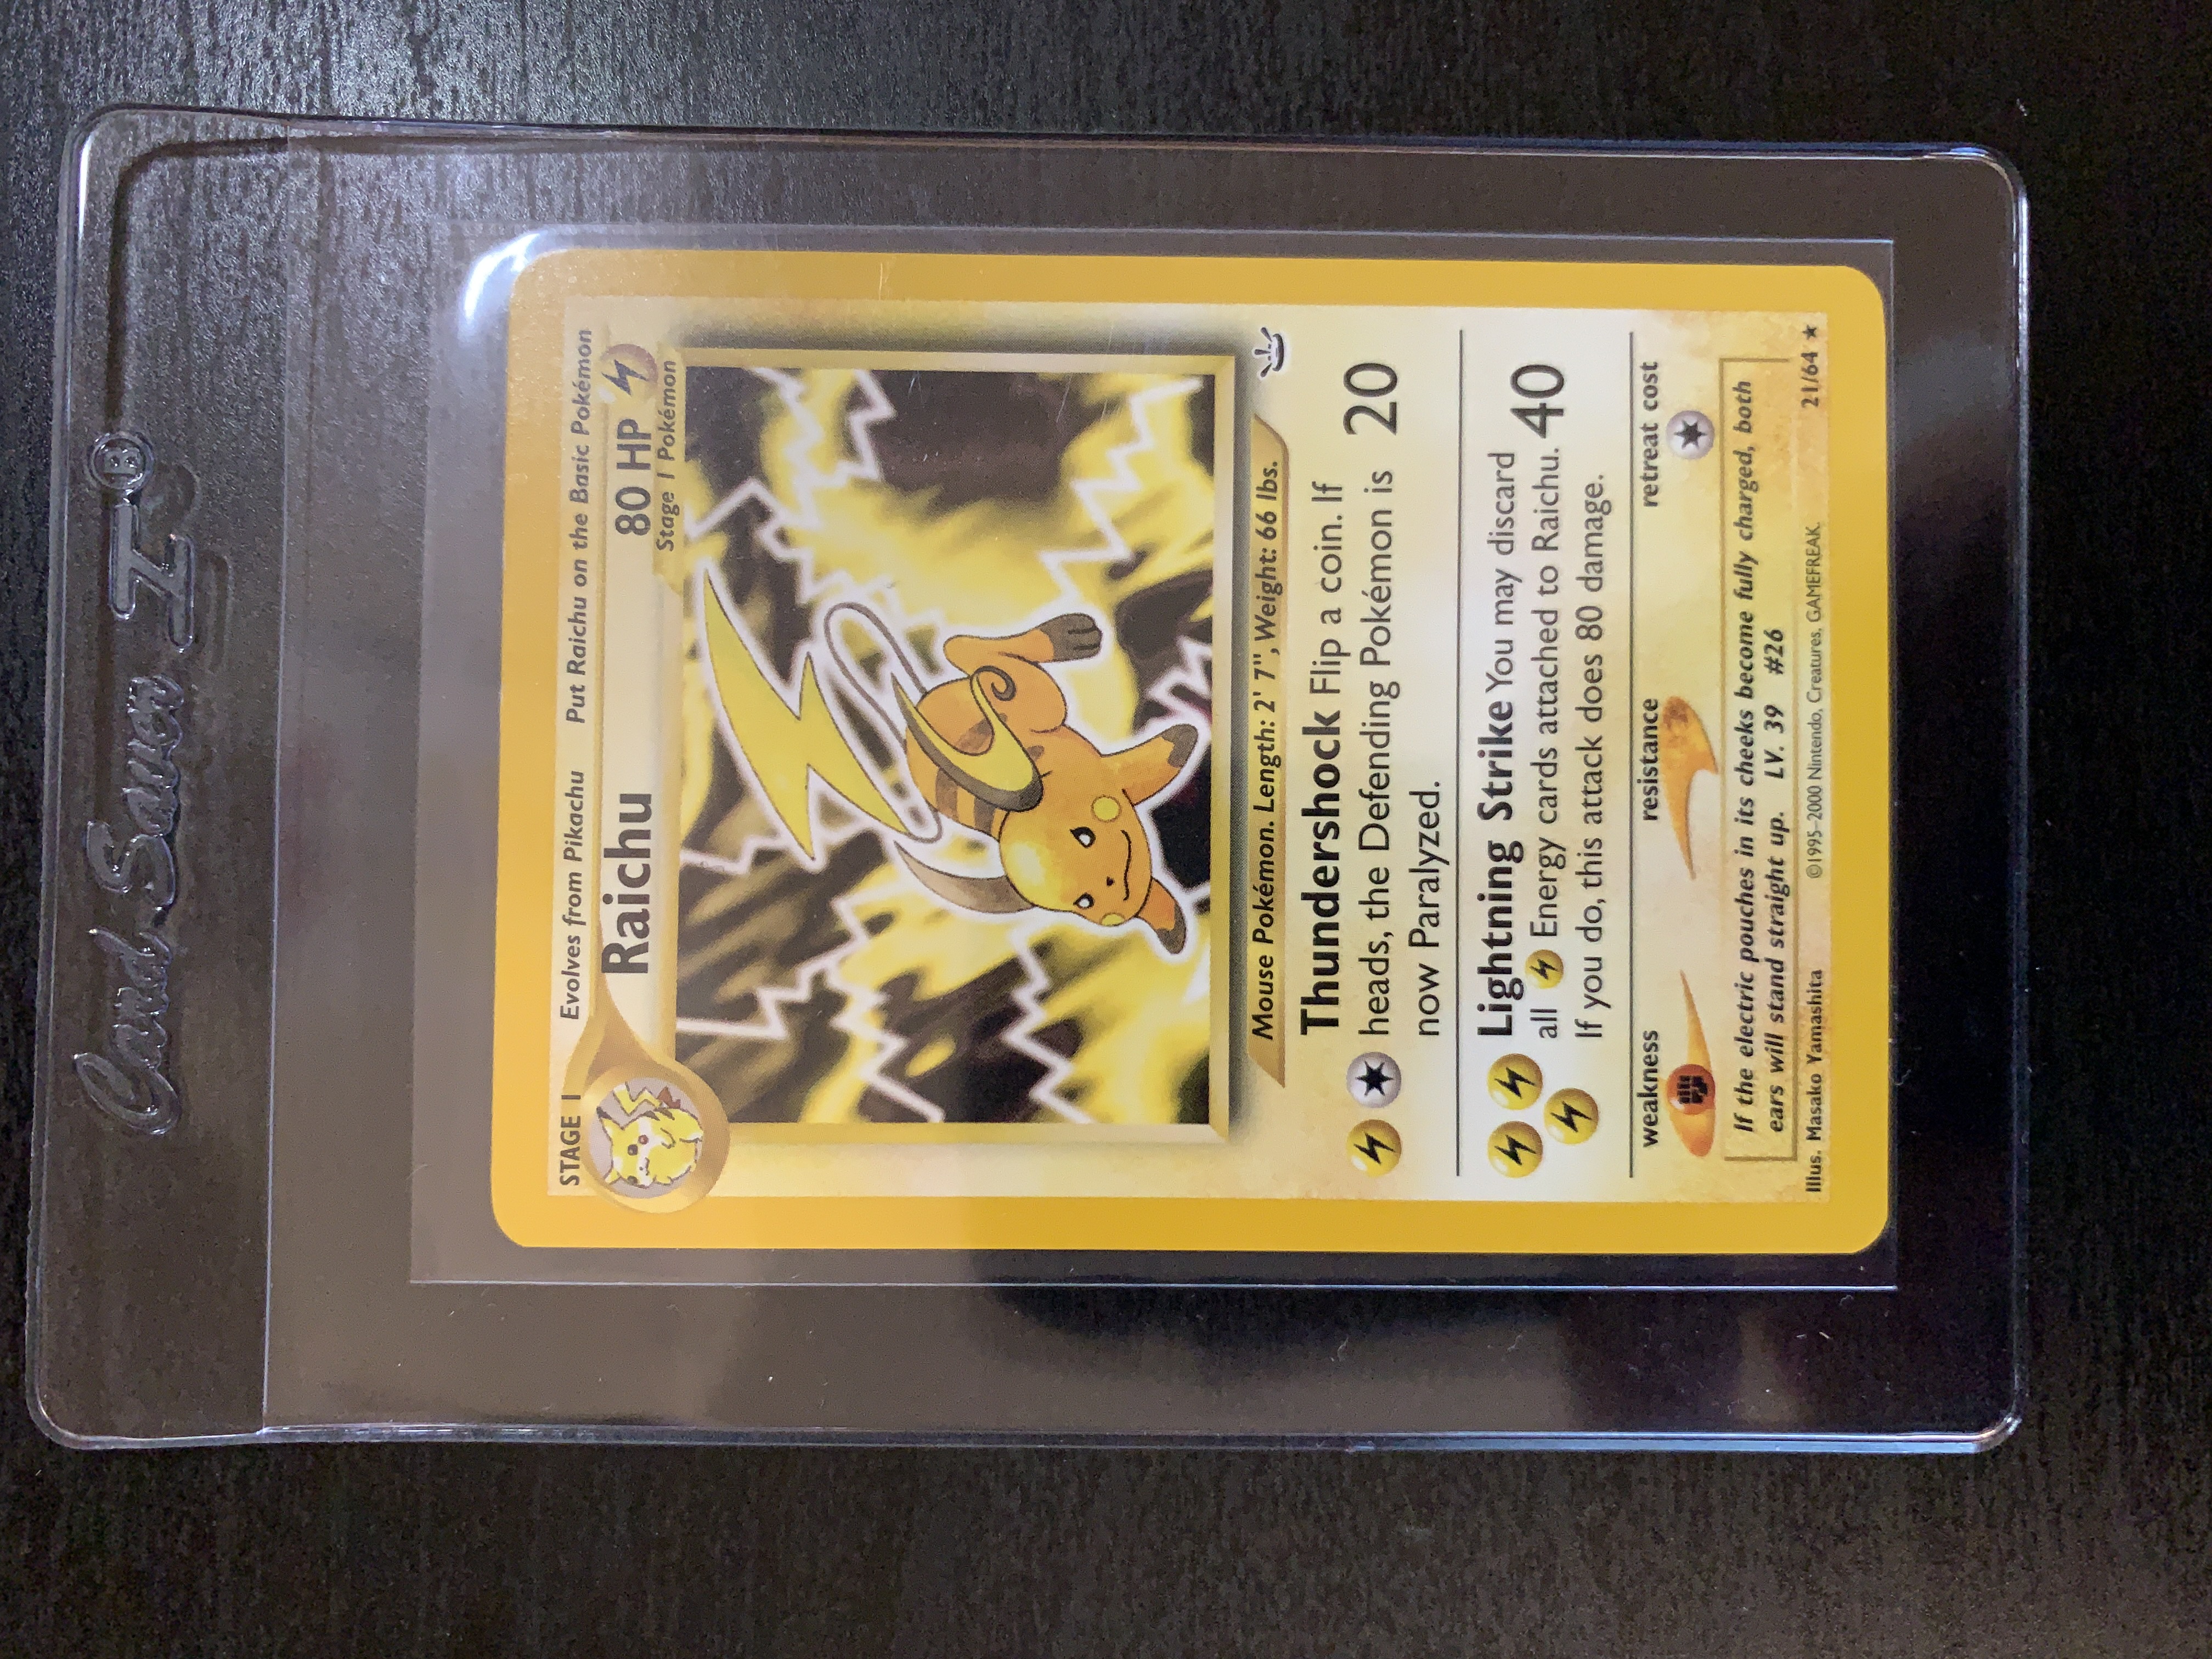 Card Saver I®
STAGE 1 Evolves from Pikachu Put Raichu on the Basic Pokémon
Raichu 80 HP
Stage 1 Pokémon
Mouse Pokémon. Length: 2' 7", Weight: 66 lbs.
Thundershock Flip a coin. If
heads, the Defending Pokémon is 20
now Paralyzed.
Lightning Strike You may discard
all Energy cards attached to Raichu. 40
If you do, this attack does 80 damage.
weakness resistance retreat cost
If the electric pouches in its cheeks become fully charged, both
ears will stand straight up. LV. 39 #26
Illus. Masako Yamashita ©1995–2000 Nintendo, Creatures, GAMEFREAK. 21/64 ★